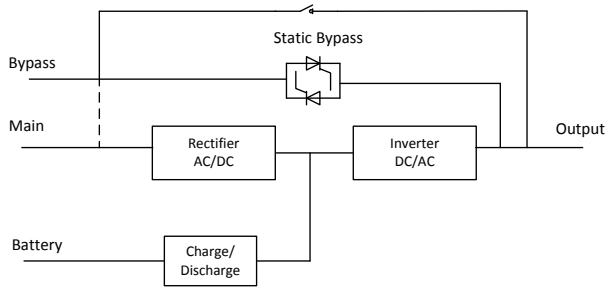 Static Bypass
Bypass
Main
Rectifier
AC/DC
Inverter
DC/AC
Output
Battery
Charge/
Discharge